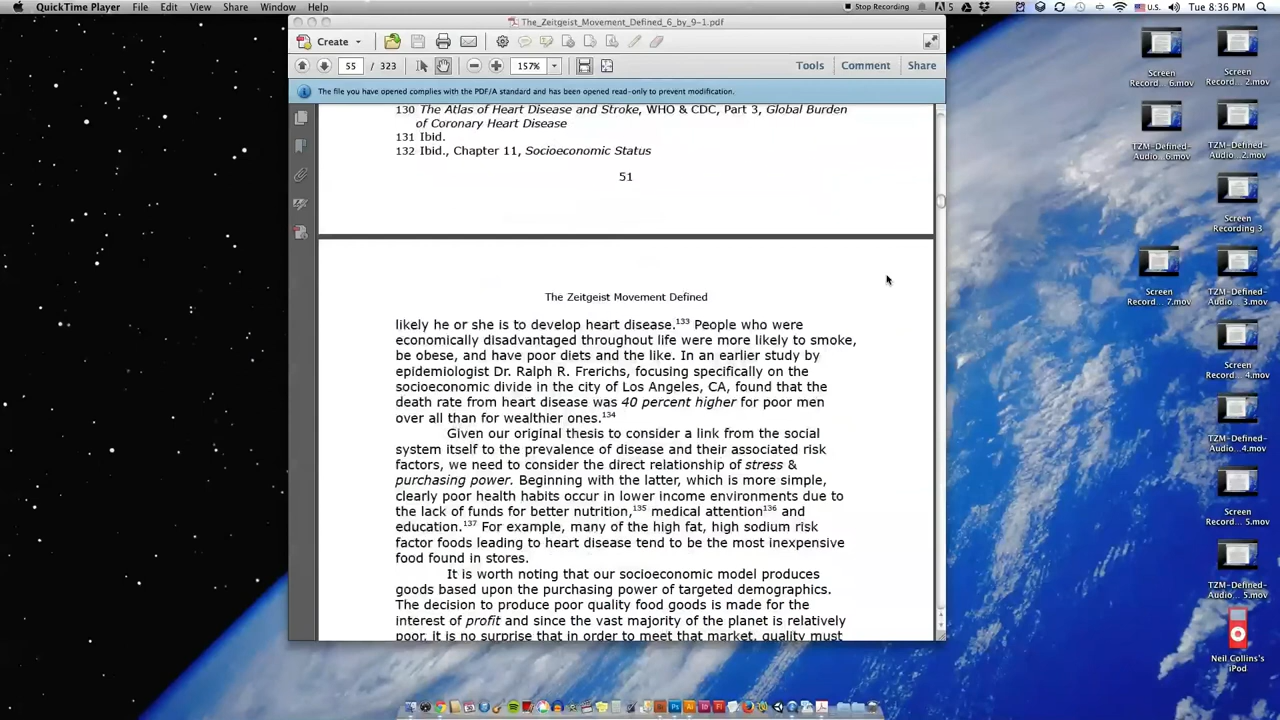 QuickTime Player File Edit View Share Window Help
Stop Recording
5
U.S.
Tue 8:36 PM
The_Zeitgeist_Movement_Defined_6_by_9-1.pdf
Create
55 / 323
157%
Tools Comment Share
The file you have opened complies with the PDF/A standard and has been opened read-only to prevent modification.
130 The Atlas of Heart Disease and Stroke, WHO & CDC, Part 3, Global Burden
of Coronary Heart Disease
131 Ibid.
132 Ibid., Chapter 11, Socioeconomic Status
51
The Zeitgeist Movement Defined
likely he or she is to develop heart disease.133 People who were
economically disadvantaged throughout life were more likely to smoke,
be obese, and have poor diets and the like. In an earlier study by
epidemiologist Dr. Ralph R. Frerichs, focusing specifically on the
socioeconomic divide in the city of Los Angeles, CA, found that the
death rate from heart disease was 40 percent higher for poor men
over all than for wealthier ones.134
Given our original thesis to consider a link from the social
system itself to the prevalence of disease and their associated risk
factors, we need to consider the direct relationship of stress &
purchasing power. Beginning with the latter, which is more simple,
clearly poor health habits occur in lower income environments due to
the lack of funds for better nutrition,135 medical attention136 and
education.137 For example, many of the high fat, high sodium risk
factor foods leading to heart disease tend to be the most inexpensive
food found in stores.
It is worth noting that our socioeconomic model produces
goods based upon the purchasing power of targeted demographics.
The decision to produce poor quality food goods is made for the
interest of profit and since the vast majority of the planet is relatively
poor, it is no surprise that in order to meet that market, quality must
Screen
Record...6.mov
Screen
Record...2.mov
TZM-Defined-
Audio...6.mov
TZM-Defined-
Audio...2.mov
Screen
Recording 3
Screen
Record...7.mov
TZM-Defined-
Audio...3.mov
Screen
Record...4.mov
TZM-Defined-
Audio...4.mov
Screen
Record...5.mov
TZM-Defined-
Audio...5.mov
Neil Collins's
iPod